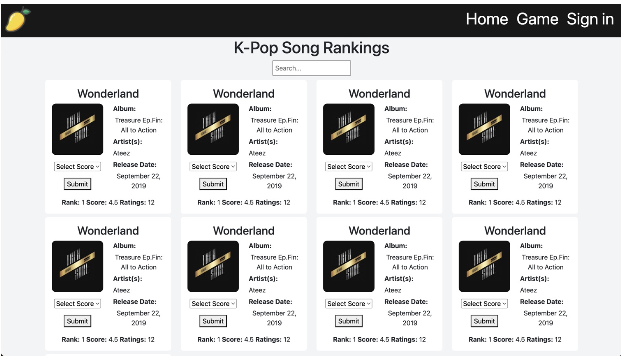 Home Game Sign in
K-Pop Song Rankings
Search...
Wonderland
Album:
Treasure Ep.Fin:
All to Action
Artist(s):
Ateez
Release Date:
September 22,
2019
Select Score
Submit
Rank: 1 Score: 4.5 Ratings: 12
Wonderland
Album:
Treasure Ep.Fin:
All to Action
Artist(s):
Ateez
Release Date:
September 22,
2019
Select Score
Submit
Rank: 1 Score: 4.5 Ratings: 12
Wonderland
Album:
Treasure Ep.Fin:
All to Action
Artist(s):
Ateez
Release Date:
September 22,
2019
Select Score
Submit
Rank: 1 Score: 4.5 Ratings: 12
Wonderland
Album:
Treasure Ep.Fin:
All to Action
Artist(s):
Ateez
Release Date:
September 22,
2019
Select Score
Submit
Rank: 1 Score: 4.5 Ratings: 12
Wonderland
Album:
Treasure Ep.Fin:
All to Action
Artist(s):
Ateez
Release Date:
September 22,
2019
Select Score
Submit
Rank: 1 Score: 4.5 Ratings: 12
Wonderland
Album:
Treasure Ep.Fin:
All to Action
Artist(s):
Ateez
Release Date:
September 22,
2019
Select Score
Submit
Rank: 1 Score: 4.5 Ratings: 12
Wonderland
Album:
Treasure Ep.Fin:
All to Action
Artist(s):
Ateez
Release Date:
September 22,
2019
Select Score
Submit
Rank: 1 Score: 4.5 Ratings: 12
Wonderland
Album:
Treasure Ep.Fin:
All to Action
Artist(s):
Ateez
Release Date:
September 22,
2019
Select Score
Submit
Rank: 1 Score: 4.5 Ratings: 12